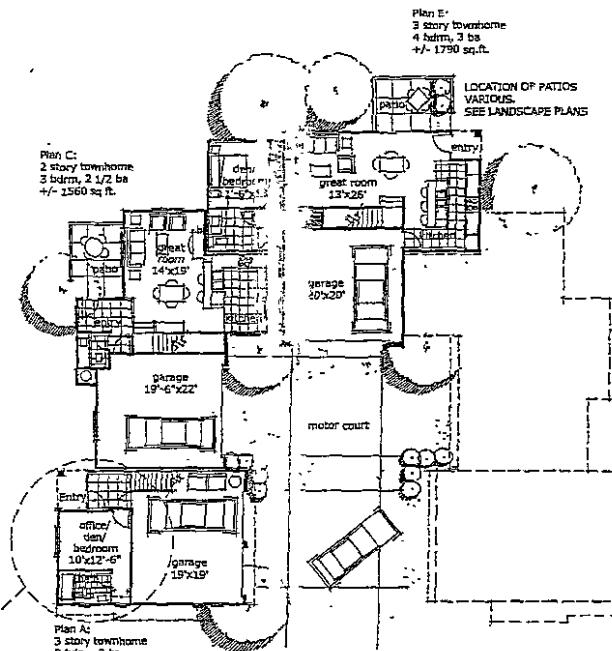 Plan E:
3 story townhome
4 bdrm, 3 ba
+/- 1790 sq.ft.
LOCATION OF PATIOS
VARIOUS.
SEE LANDSCAPE PLANS
patio
entry
Plan C:
2 story townhome
3 bdrm, 2 1/2 ba
+/- 1560 sq ft.
den/
great room
13'x26'
kitchen
great
room
14'x19'
patio
garage
20'x20'
entry
kitchen
garage
19'-6"x22'
motor court
Entry
office/
den/
bedroom
10'x12'-6"
garage
19'x19'
Plan A:
3 story townhome